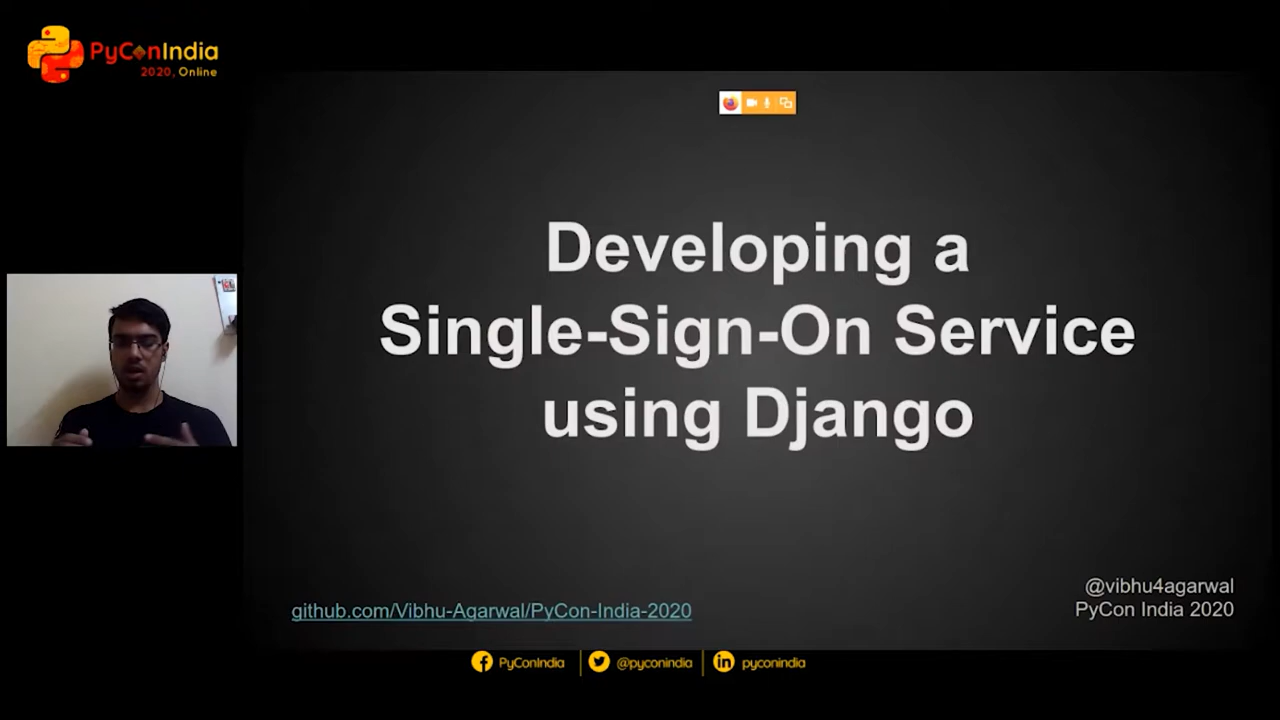 PyConIndia
2020, Online
Developing a
Single-Sign-On Service
using Django
github.com/Vibhu-Agarwal/PyCon-India-2020
@vibhu4agarwal
PyCon India 2020
PyConIndia
@pyconindia
pyconindia